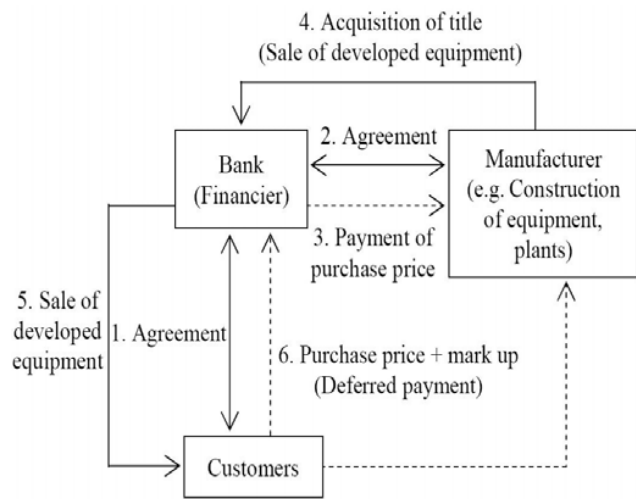 4. Acquisition of title
(Sale of developed equipment)
Bank
(Financier)
2. Agreement
Manufacturer
(e.g. Construction
of equipment,
plants)
3. Payment of
purchase price
5. Sale of
developed
equipment
1. Agreement
6. Purchase price + mark up
(Deferred payment)
Customers